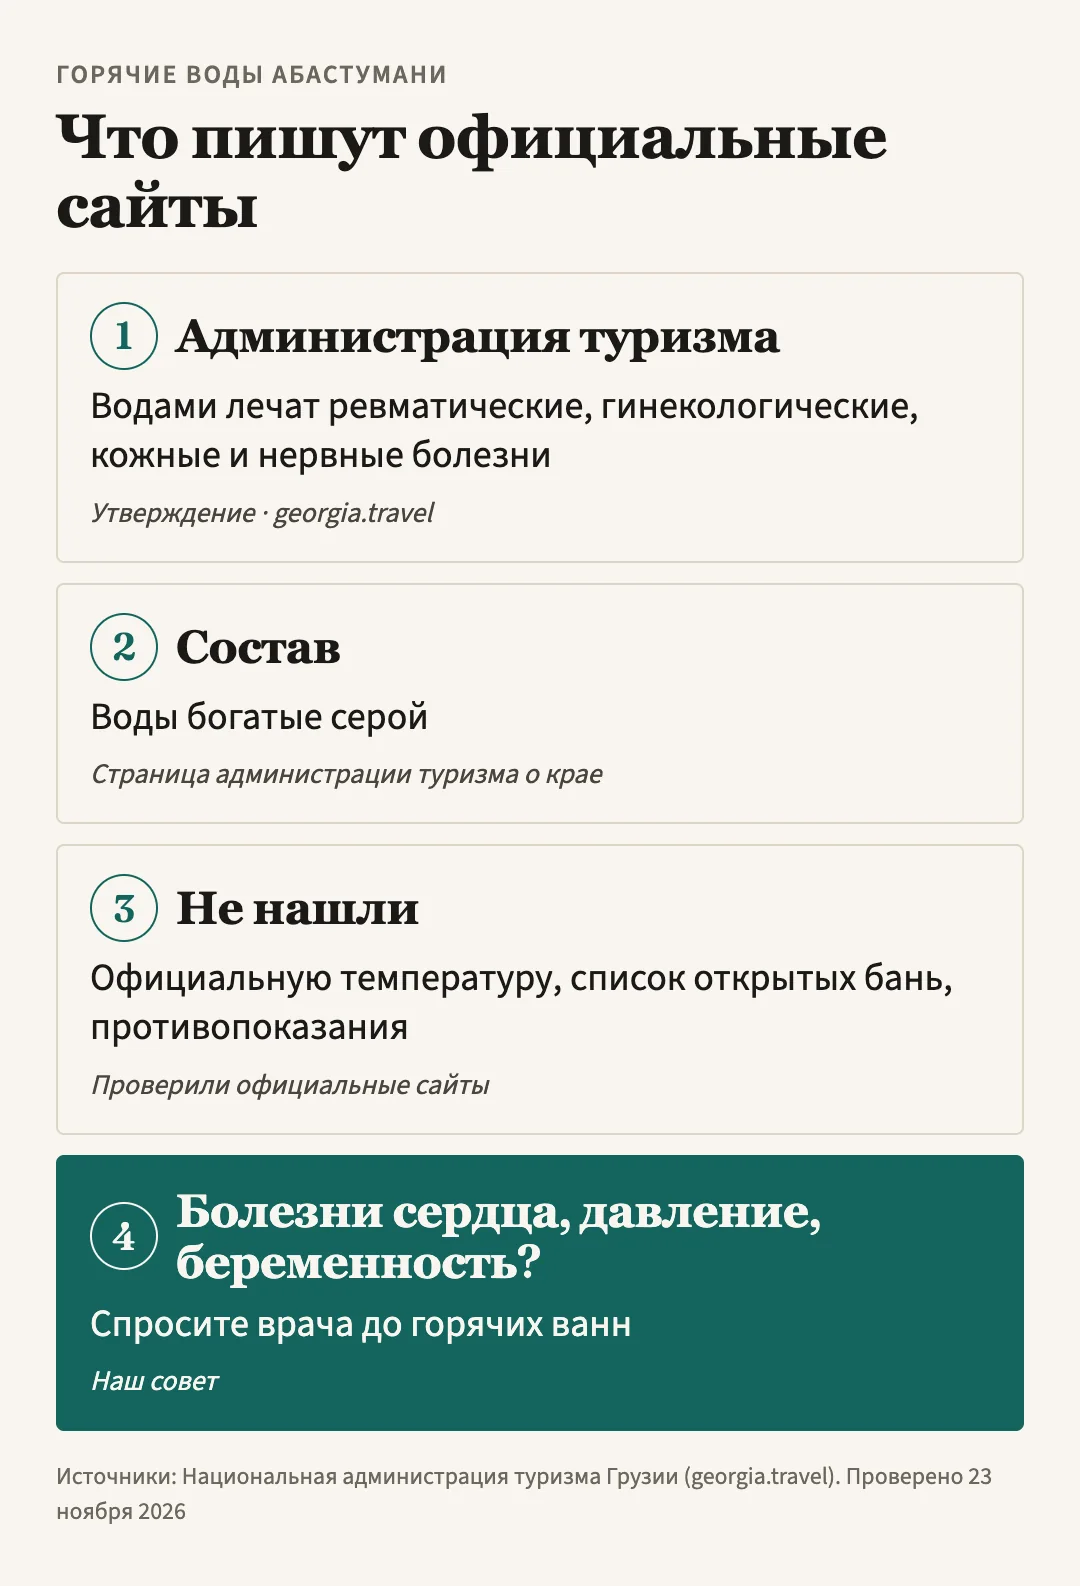 ГОРЯЧИЕ ВОДЫ АБАСТУМАНИ
Что пишут официальные
сайты
1 Администрация туризма
Водами лечат ревматические, гинекологические,
кожные и нервные болезни
Утверждение · georgia.travel
2 Состав
Воды богатые серой
Страница администрации туризма о крае
3 Не нашли
Официальную температуру, список открытых бань,
противопоказания
Проверили официальные сайты
4 Болезни сердца, давление,
беременность?
Спросите врача до горячих ванн
Наш совет
Источники: Национальная администрация туризма Грузии (georgia.travel). Проверено 23
ноября 2026